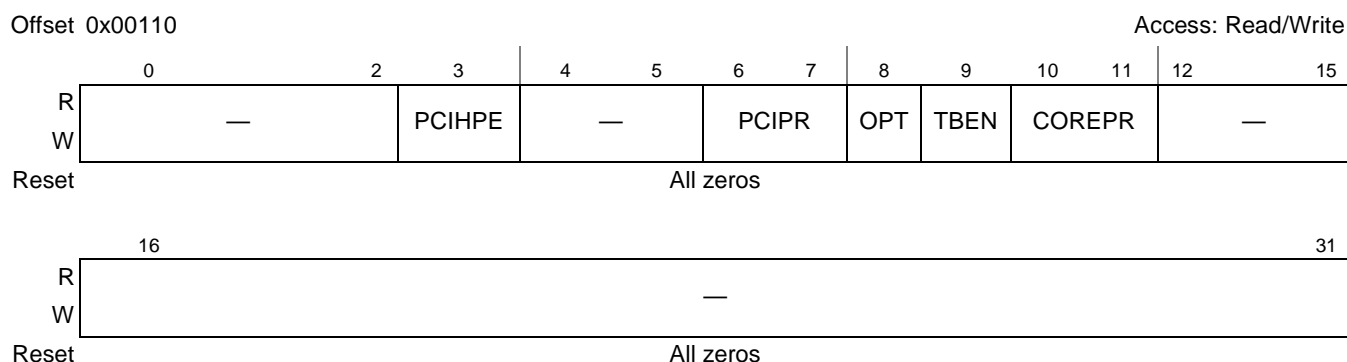 Offset 0x00110 Access: Read/Write
0 2 3 4 5 6 7 8 9 10 11 12 15
R
W
— PCIHPE — PCIPR OPT TBEN COREPR —
Reset All zeros
16 31
R
W
—
Reset All zeros